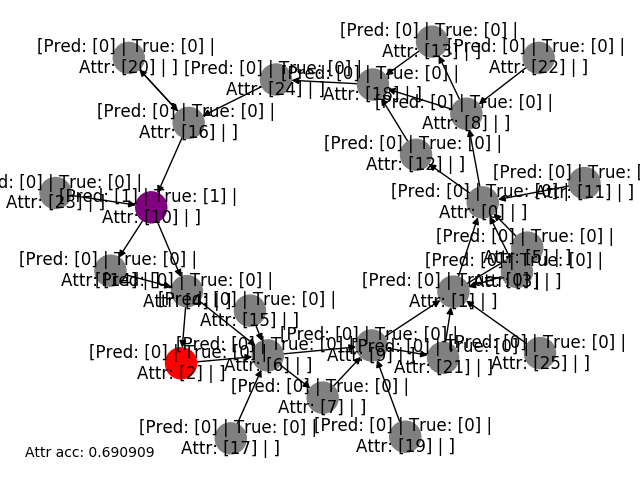 [Pred: [0] | True: [0] |
Attr: [13] | ]
[Pred: [0] | True: [0] |
Attr: [20] | ]
[Pred: [0] | True: [0] |
Attr: [22] | ]
[Pred: [0] | True: [0] |
Attr: [24] | ]
[Pred: [0] | True: [0] |
Attr: [18] | ]
[Pred: [0] | True: [0] |
Attr: [16] | ]
[Pred: [0] | True: [0] |
Attr: [8] | ]
[Pred: [0] | True: [0] |
Attr: [12] | ]
d: [0] | True: [0] |
Attr: [23] | ]
[Pred: [1] | True: [1] |
Attr: [10] | ]
[Pred: [0] | True: [
Attr: [11] | ]
[Pred: [0] | True: [0] |
Attr: [0] | ]
[Pred: [0] | True: [0] |
Attr: [5] | ]
[Pred: [0] | True: [0] |
Attr: [3] | ]
[Pred: [0] | True: [0] |
Attr: [14] | ]
[Pred: [0] | True: [0] |
Attr: [4] | ]
[Pred: [0] | True: [0] |
Attr: [1] | ]
[Pred: [0] | True: [0] |
Attr: [15] | ]
[Pred: [0] | True: [0] |
Attr: [2] | ]
[Pred: [0] | True: [0] |
Attr: [6] | ]
[Pred: [0] | True: [0] |
Attr: [9] | ]
[Pred: [0] | True: [0] |
Attr: [21] | ]
[Pred: [0] | True: [0] |
Attr: [25] | ]
[Pred: [0] | True: [0] |
Attr: [7] | ]
[Pred: [0] | True: [0] |
Attr: [17] | ]
[Pred: [0] | True: [0] |
Attr: [19] | ]
Attr acc: 0.690909